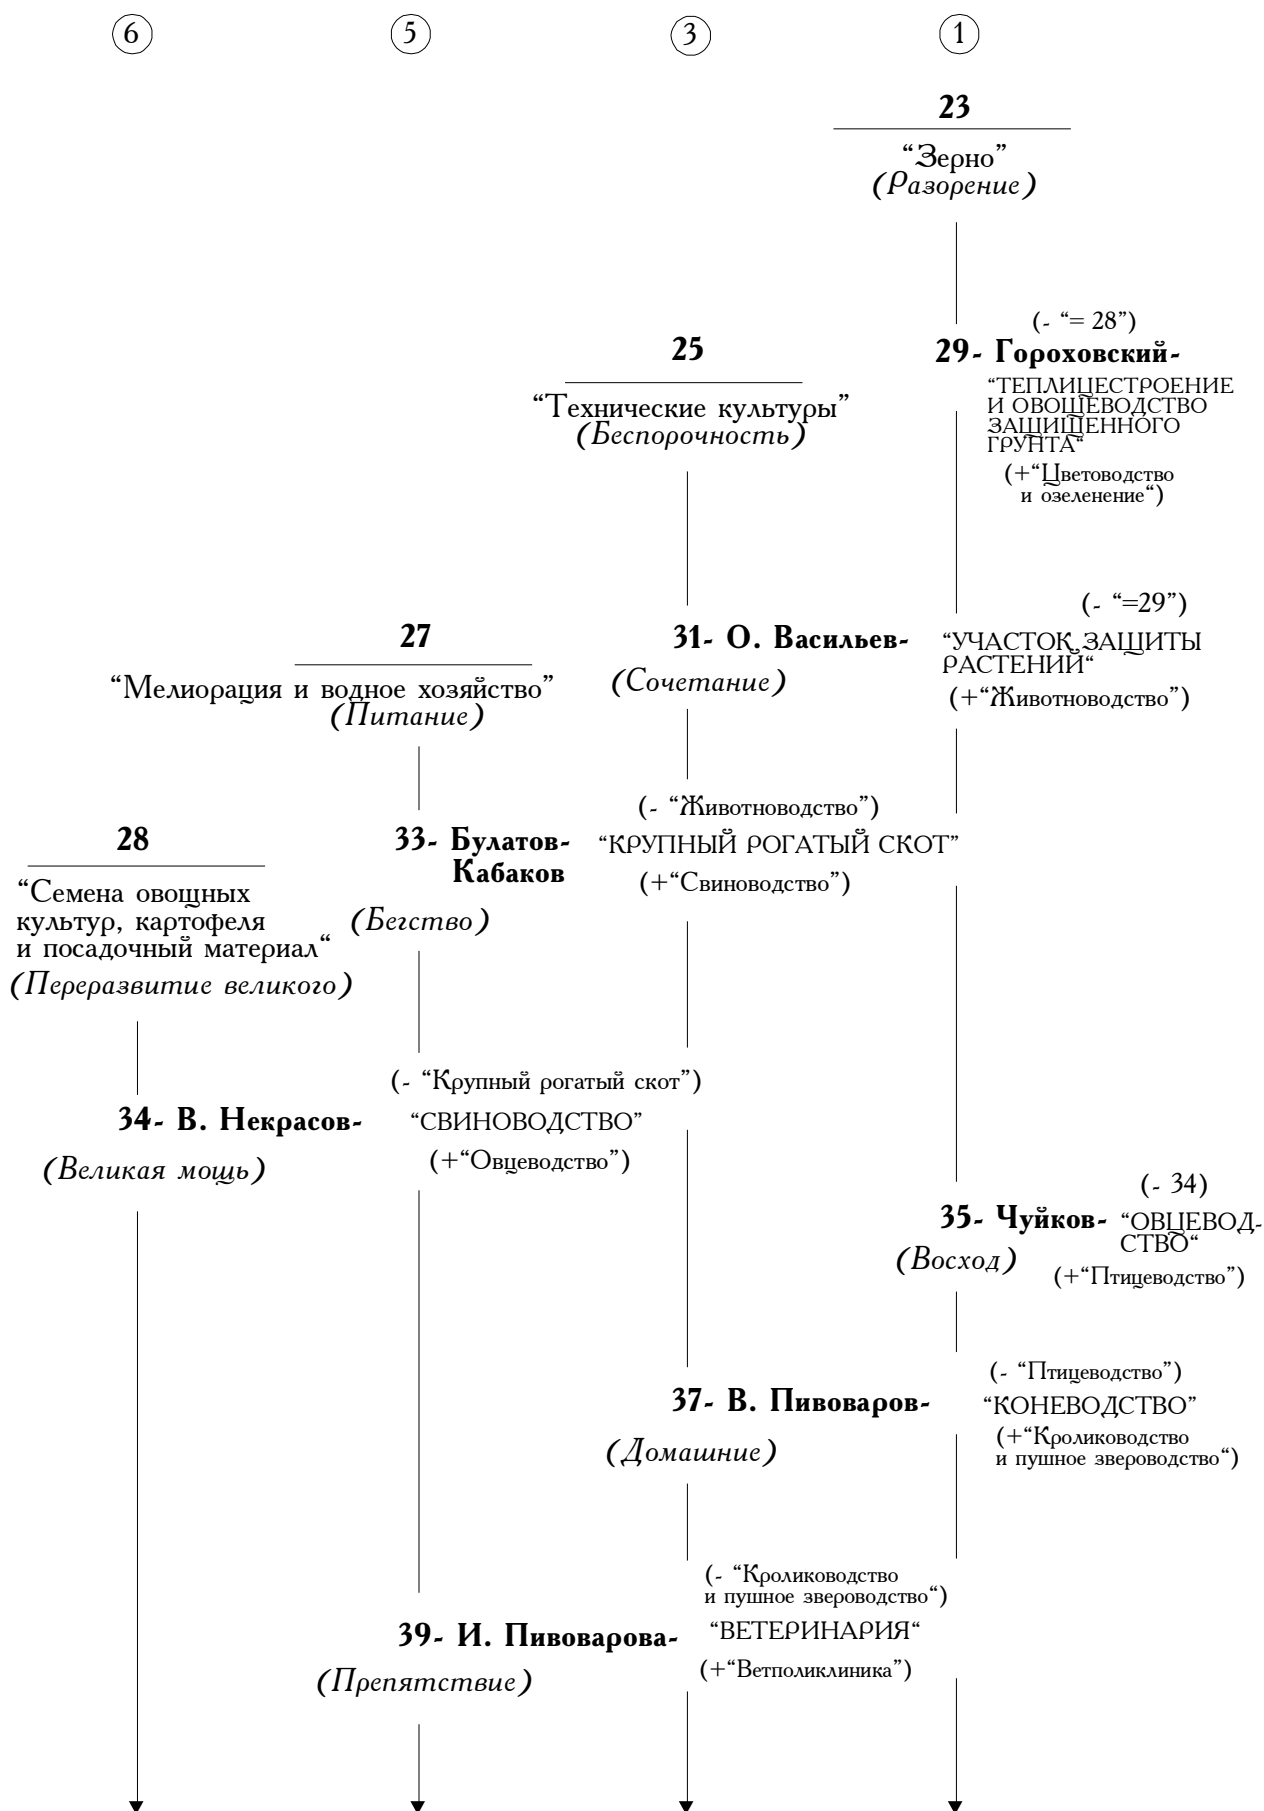 6 5 3 1
23
“Зерно”
(Разорение)
(- “= 28”)
25
29- Гороховский-
“ТЕПЛИЦЕСТРОЕНИЕ
И ОВОЩЕВОДСТВО
ЗАЩИЩЕННОГО
ГРУНТА“
“Технические культуры”
(Беспорочность)
(+“Цветоводство
и озеленение“)
(- “=29”)
27
31- О. Васильев-
“УЧАСТОК ЗАЩИТЫ
РАСТЕНИЙ“
“Мелиорация и водное хозяйство”
(Питание)
(Сочетание)
(+“Животноводство”)
(- “Животноводство”)
28
33- Булатов-
Кабаков
“КРУПНЫЙ РОГАТЫЙ СКОТ”
(+“Свиноводство”)
“Семена овощных
культур, картофеля
и посадочный материал“
(Переразвитие великого)
(Бегство)
(- “Крупный рогатый скот”)
34- В. Некрасов-
“СВИНОВОДСТВО”
(Великая мощь)
(+“Овцеводство”)
(- 34)
35- Чуйков-
“ОВЦЕВОД-
СТВО“
(Восход)
(+“Птицеводство”)
(- “Птицеводство”)
37- В. Пивоваров-
“КОНЕВОДСТВО”
(Домашние)
(+“Кролиководство
и пушное звероводство“)
(- “Кролиководство
и пушное звероводство“)
39- И. Пивоварова-
“ВЕТЕРИНАРИЯ“
(Препятствие)
(+“Ветполиклиника”)